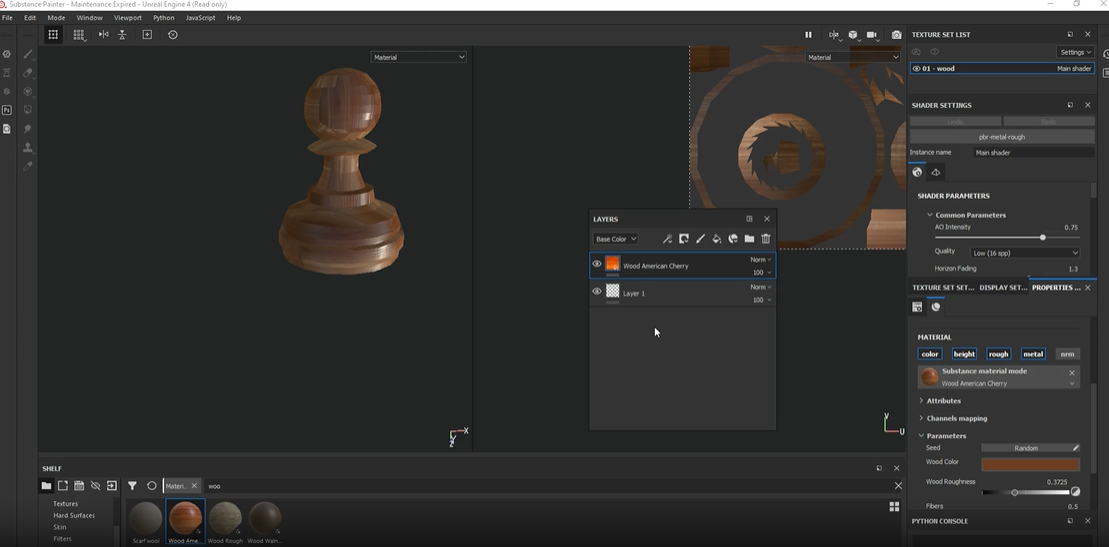 Substance Painter - Maintenance Expired - Unreal Engine 4 (Read only)
File Edit Mode Window Viewport Python JavaScript Help
Material
Material
TEXTURE SET LIST
Settings
01 - wood Main shader
SHADER SETTINGS
Undo Redo
pbr-metal-rough
Instance name Main shader
SHADER PARAMETERS
Common Parameters
AO Intensity 0.75
Quality Low (16 spp)
Horizon Fading 1.3
TEXTURE SET SET... DISPLAY SET... PROPERTIES ...
MATERIAL
color height rough metal nrm
Substance material mode
Wood American Cherry
Attributes
Channels mapping
Parameters
Seed Random
Wood Color
Wood Roughness 0.3725
Fibers 0.5
PYTHON CONSOLE
LAYERS
Base Color
Wood American Cherry Norm
100
Layer 1 Norm
100
X
Y
Z
V
U
SHELF
Materi... woo
Textures
Hard Surfaces
Skin
Filters
Scarf wool Wood Ame... Wood Rough Wood Waln...
Ps